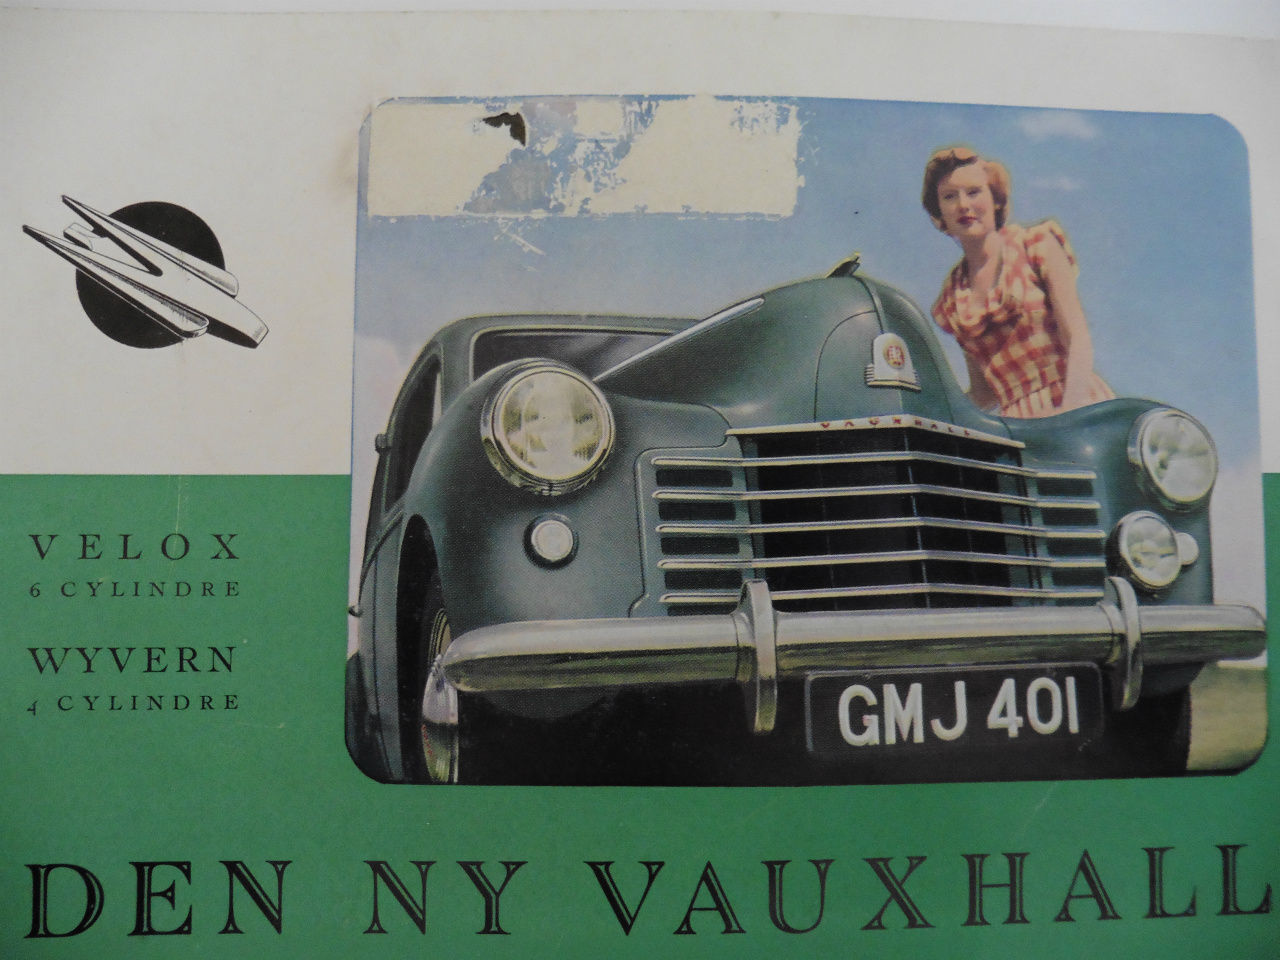 VAUXHALL
GMJ 401
VELOX
6 CYLINDRE
WYVERN
4 CYLINDRE
DEN NY VAUXHALL